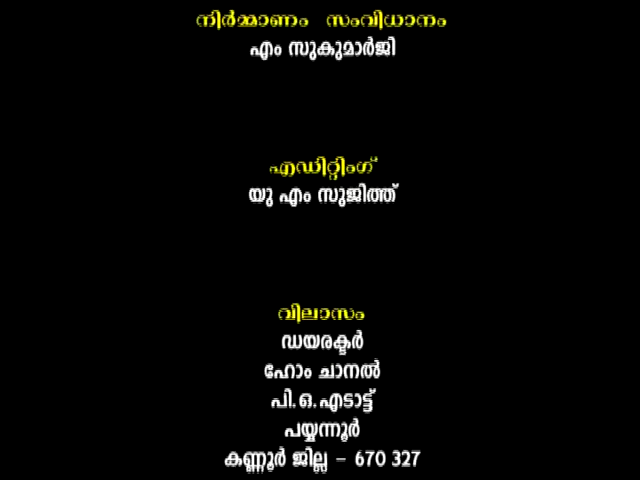 നിർമ്മാണം സംവിധാനം
എം സുകുമാർജി
എഡിറ്റിംഗ്
യു എം സുജിത്ത്
വിലാസം
ഡയരക്ടർ
ഹോം ചാനൽ
പി.ഒ.എടാട്ട്
പയ്യന്നൂർ
കണ്ണൂർ ജില്ല – 670 327